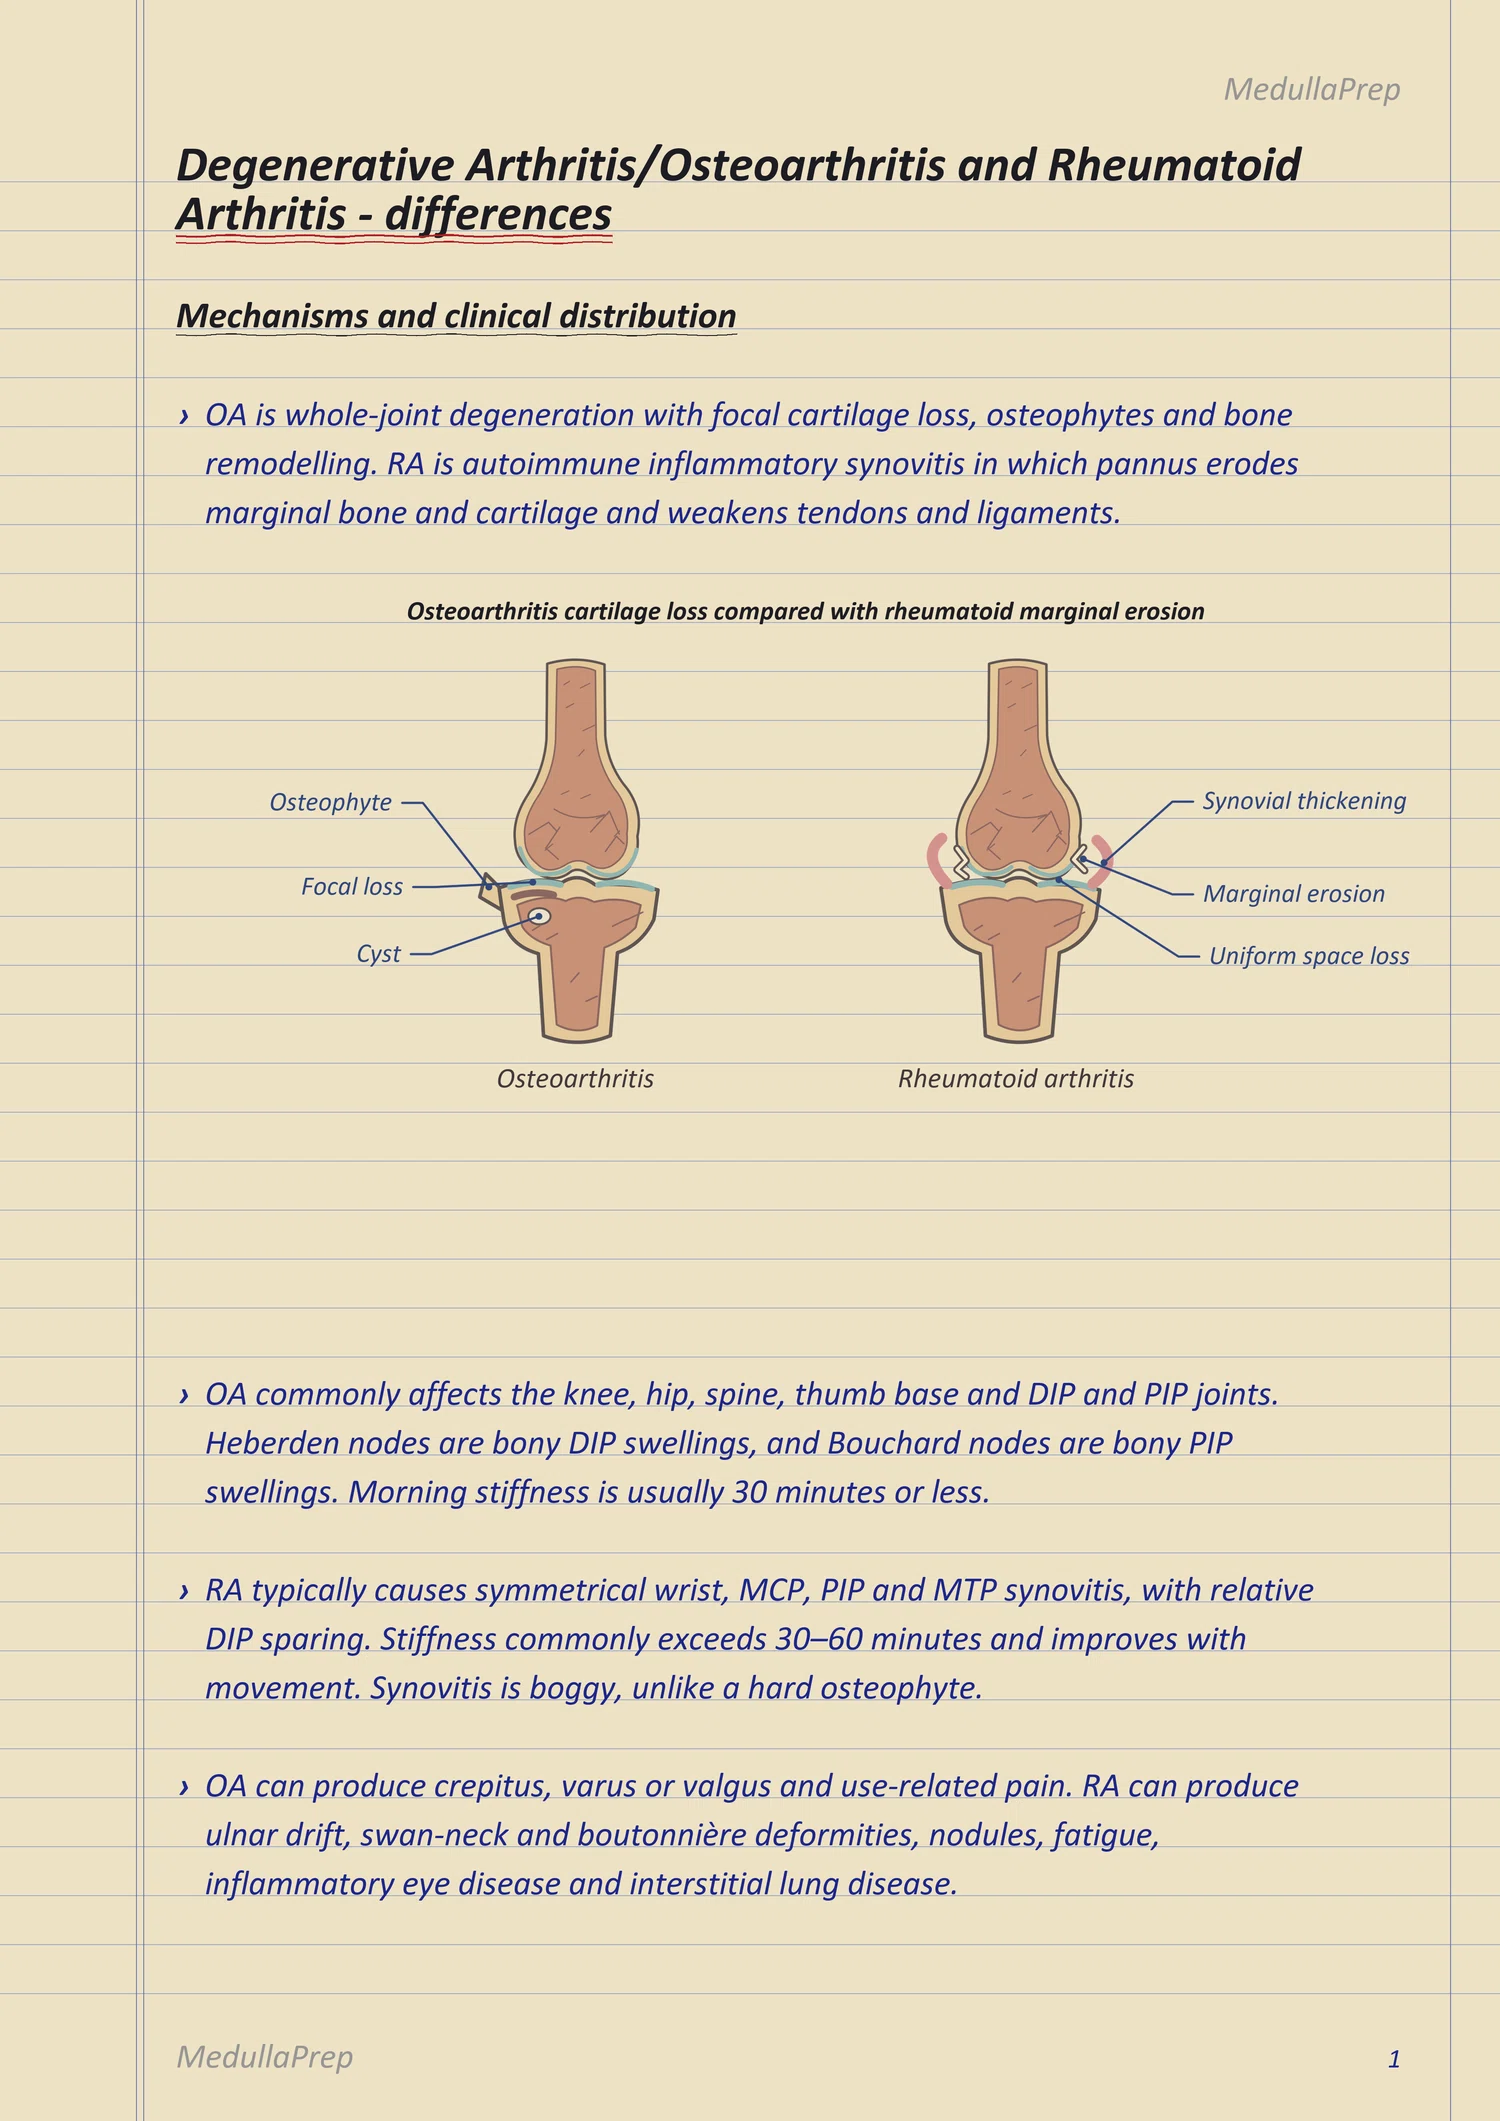 MedullaPrep
Degenerative Arthritis/Osteoarthritis and Rheumatoid
Arthritis - differences
Mechanisms and clinical distribution
› OA is whole-joint degeneration with focal cartilage loss, osteophytes and bone
remodelling. RA is autoimmune inflammatory synovitis in which pannus erodes
marginal bone and cartilage and weakens tendons and ligaments.
Osteoarthritis cartilage loss compared with rheumatoid marginal erosion
Osteophyte
Focal loss
Cyst
Synovial thickening
Marginal erosion
Uniform space loss
Osteoarthritis
Rheumatoid arthritis
› OA commonly affects the knee, hip, spine, thumb base and DIP and PIP joints.
Heberden nodes are bony DIP swellings, and Bouchard nodes are bony PIP
swellings. Morning stiffness is usually 30 minutes or less.
› RA typically causes symmetrical wrist, MCP, PIP and MTP synovitis, with relative
DIP sparing. Stiffness commonly exceeds 30–60 minutes and improves with
movement. Synovitis is boggy, unlike a hard osteophyte.
› OA can produce crepitus, varus or valgus and use-related pain. RA can produce
ulnar drift, swan-neck and boutonnière deformities, nodules, fatigue,
inflammatory eye disease and interstitial lung disease.
MedullaPrep
1